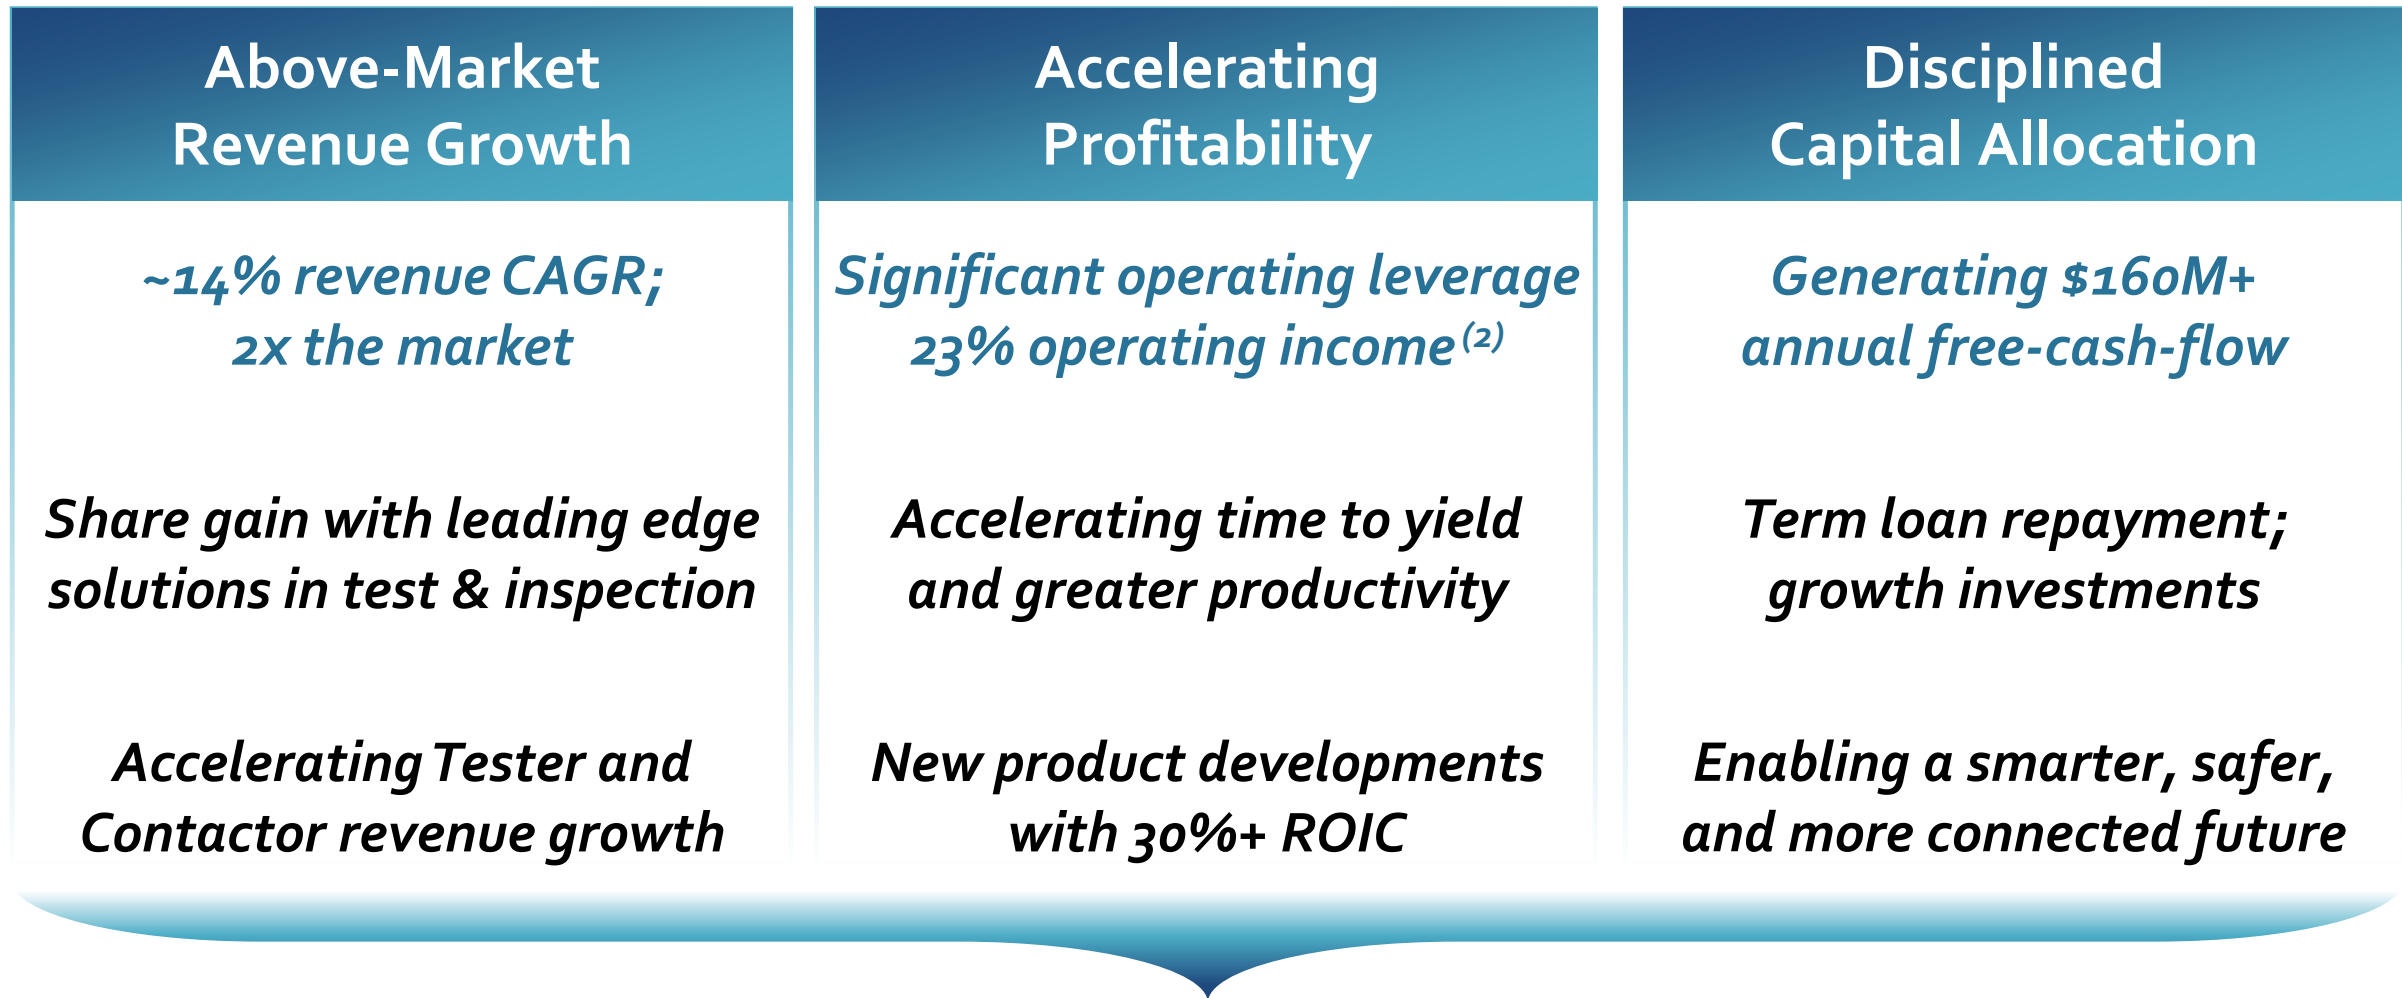 Above-Market
Revenue Growth
~14% revenue CAGR;
2x the market
Share gain with leading edge
solutions in test & inspection
Accelerating Tester and
Contactor revenue growth
Accelerating
Profitability
Significant operating leverage
23% operating income (2)
Accelerating time to yield
and greater productivity
New product developments
with 30%+ ROIC
Disciplined
Capital Allocation
Generating $160M+
annual free-cash-flow
Term loan repayment;
growth investments
Enabling a smarter, safer,
and more connected future